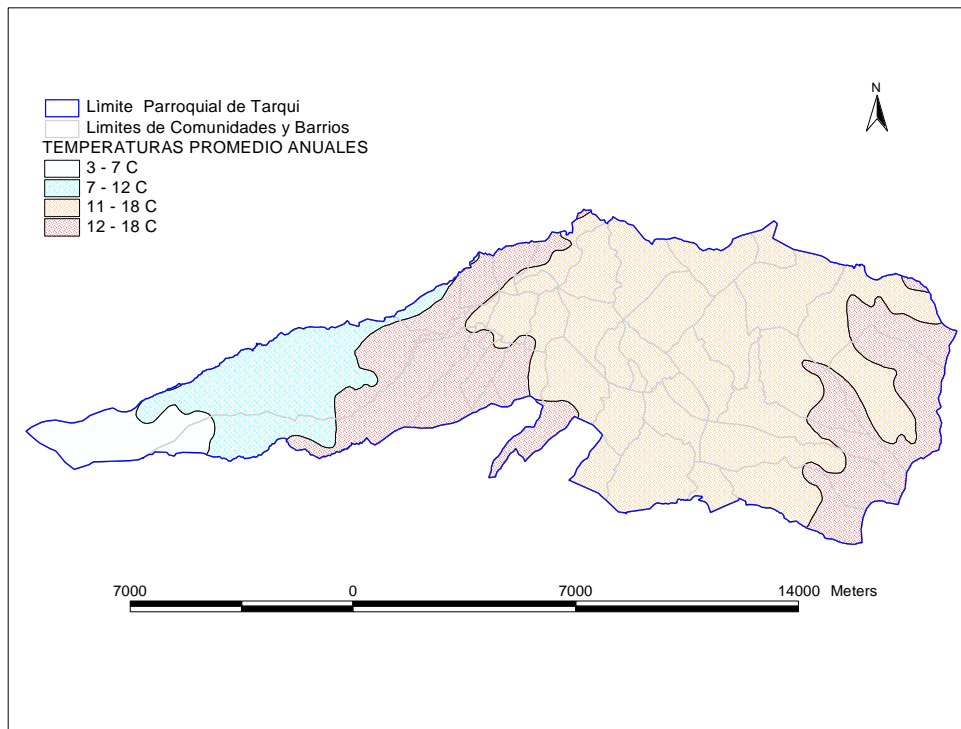 N
Lìmite Parroquial de Tarqui
Limites de Comunidades y Barrios
TEMPERATURAS PROMEDIO ANUALES
3 - 7 C
7 - 12 C
11 - 18 C
12 - 18 C
7000 0 7000 14000 Meters